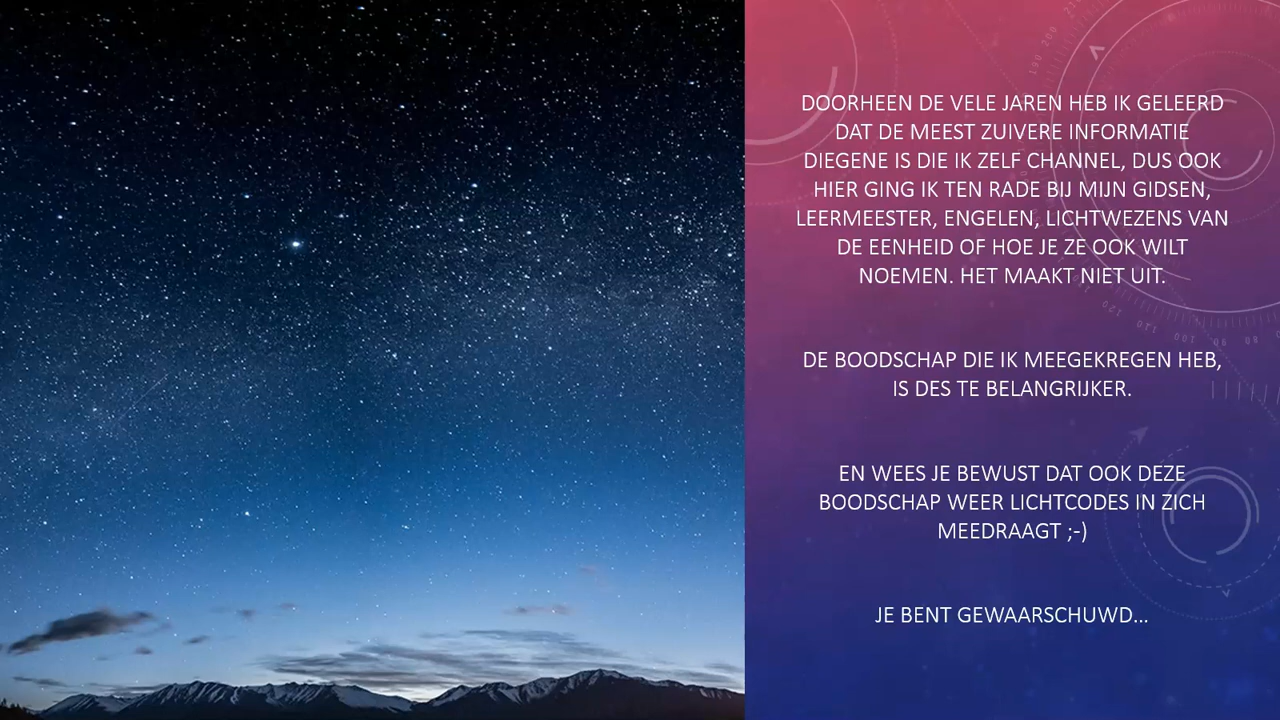 DOORHEEN DE VELE JAREN HEB IK GELEERD
DAT DE MEEST ZUIVERE INFORMATIE
DIEGENE IS DIE IK ZELF CHANNEL, DUS OOK
HIER GING IK TEN RADE BIJ MIJN GIDSEN,
LEERMEESTER, ENGELEN, LICHTWEZENS VAN
DE EENHEID OF HOE JE ZE OOK WILT
NOEMEN. HET MAAKT NIET UIT.
DE BOODSCHAP DIE IK MEEGEKREGEN HEB,
IS DES TE BELANGRIJKER.
EN WEES JE BEWUST DAT OOK DEZE
BOODSCHAP WEER LICHTCODES IN ZICH
MEEDRAAGT ;-)
JE BENT GEWAARSCHUWD...